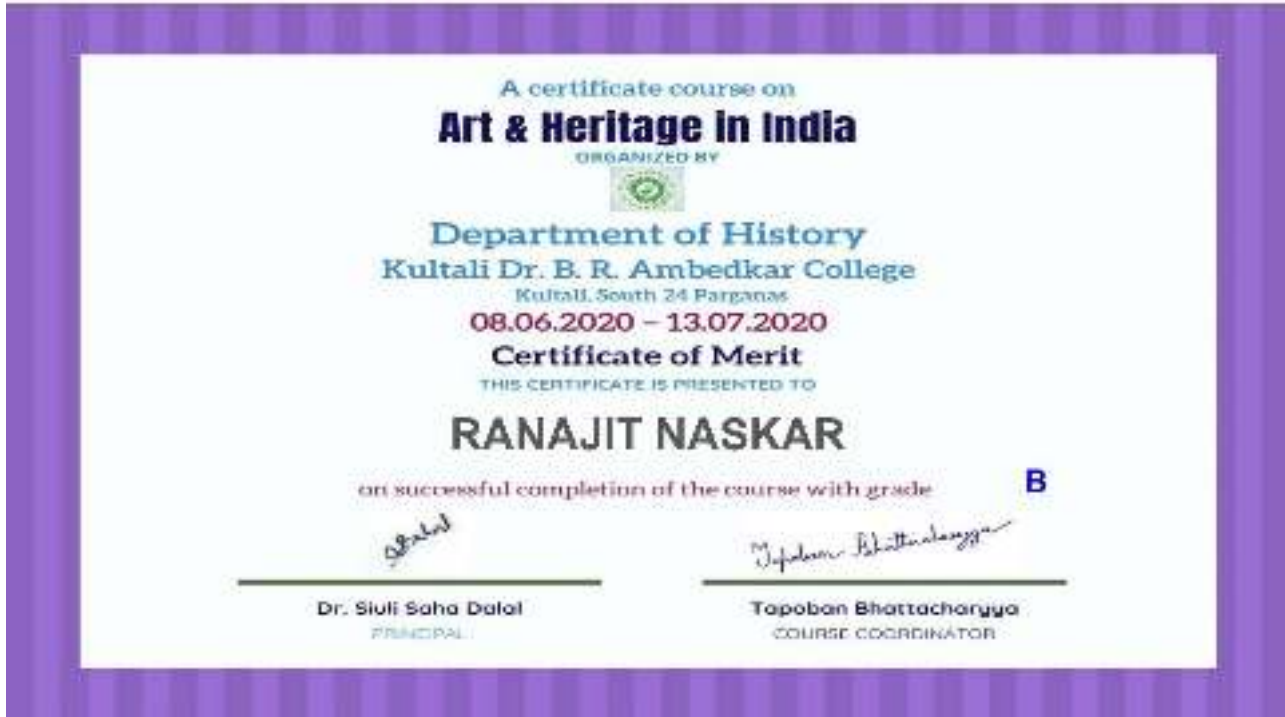 A certificate course on
Art & Heritage in India
ORGANIZED BY
Department of History
Kultali Dr. B. R. Ambedkar College
Kultali, South 24 Parganas
08.06.2020 – 13.07.2020
Certificate of Merit
THIS CERTIFICATE IS PRESENTED TO
RANAJIT NASKAR
on successful completion of the course with grade B
Tapoban Bhattacharyya
Dr. Siuli Saha Dalal Tapoban Bhattacharyya
PRINCIPAL COURSE COORDINATOR